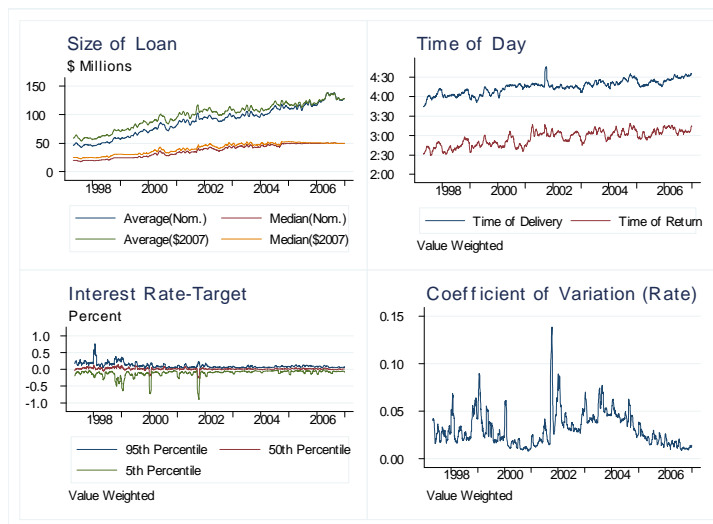 Size of Loan
$ Millions
150
100
50
0
1998 2000 2002 2004 2006
Average(Nom.) Median(Nom.)
Average($2007) Median($2007)
Time of Day
4:30
4:00
3:00
2:30
2:00
1998 2000 2002 2004 2006
Time of Delivery Time of Return
Value Weighted
Interest Rate-Target
Percent
1.0
0.5
0.0
-0.5
-1.0
1998 2000 2002 2004 2006
95th Percentile 50th Percentile
5th Percentile
Value Weighted
Coefficient of Variation (Rate)
0.15
0.10
0.05
0.00
1998 2000 2002 2004 2006
Value Weighted